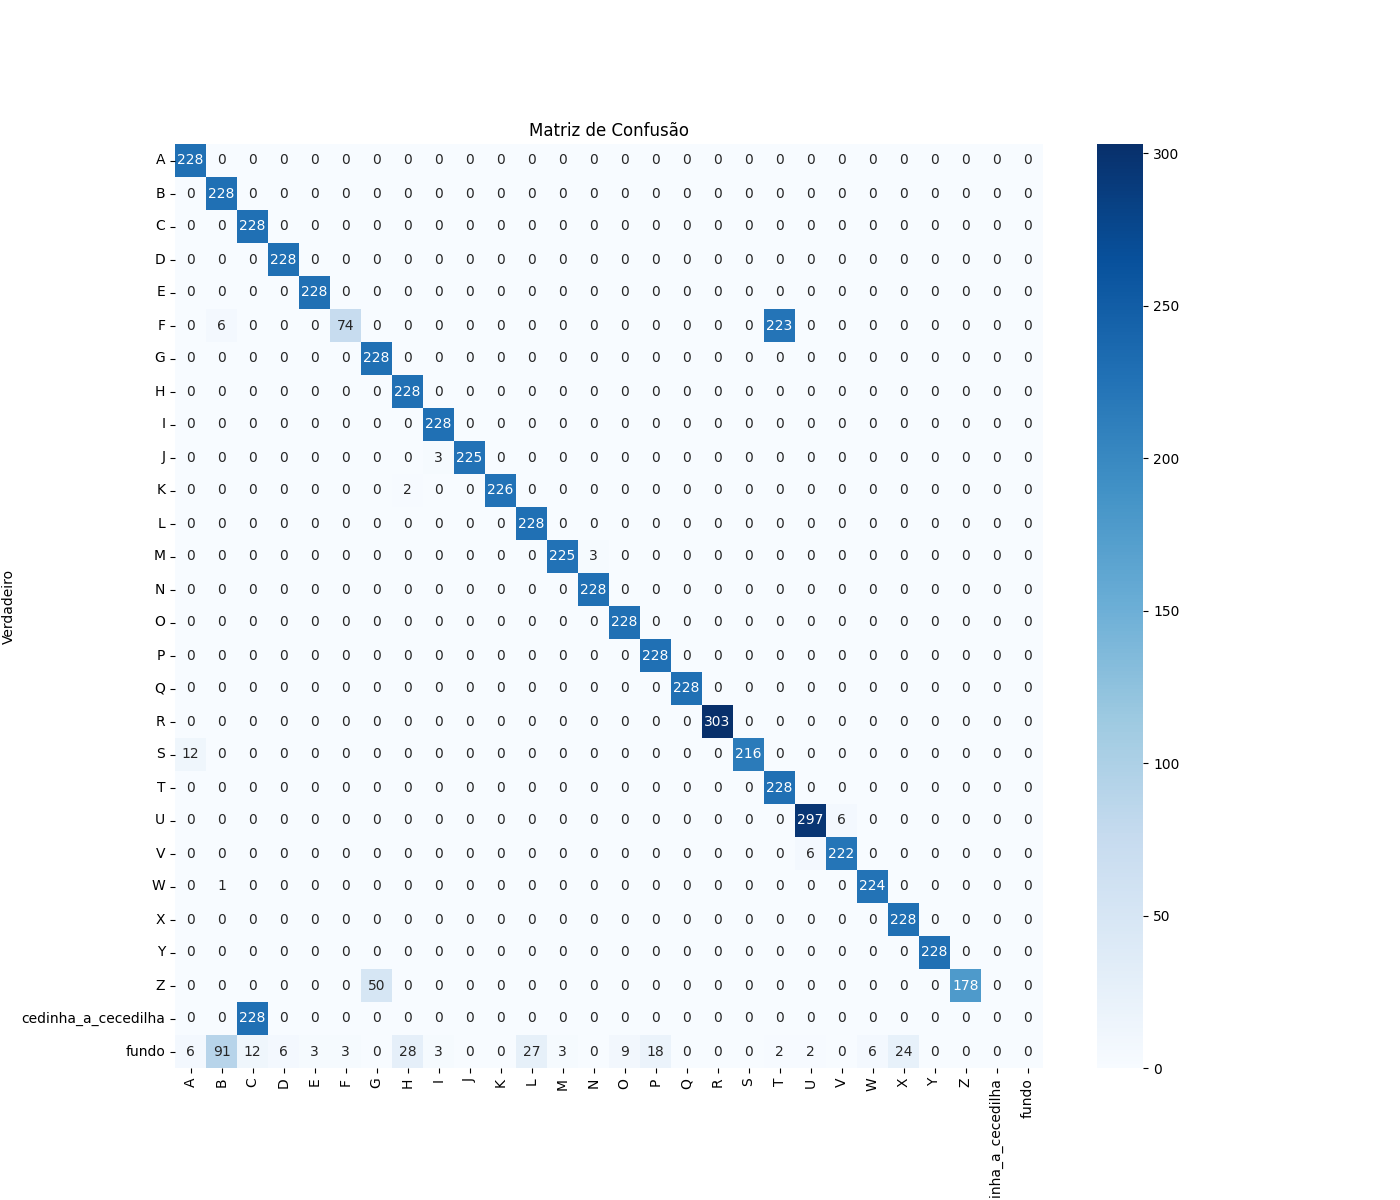 Matriz de Confusão
A 228 0 0 0 0 0 0 0 0 0 0 0 0 0 0 0 0 0 0 0 0 0 0 0 0 0 0 0
B 0 228 0 0 0 0 0 0 0 0 0 0 0 0 0 0 0 0 0 0 0 0 0 0 0 0 0 0
C 0 0 228 0 0 0 0 0 0 0 0 0 0 0 0 0 0 0 0 0 0 0 0 0 0 0 0 0
D 0 0 0 228 0 0 0 0 0 0 0 0 0 0 0 0 0 0 0 0 0 0 0 0 0 0 0 0
E 0 0 0 0 228 0 0 0 0 0 0 0 0 0 0 0 0 0 0 0 0 0 0 0 0 0 0 0
F 0 6 0 0 0 74 0 0 0 0 0 0 0 0 0 0 0 0 0 223 0 0 0 0 0 0 0 0
G 0 0 0 0 0 0 228 0 0 0 0 0 0 0 0 0 0 0 0 0 0 0 0 0 0 0 0 0
H 0 0 0 0 0 0 0 228 0 0 0 0 0 0 0 0 0 0 0 0 0 0 0 0 0 0 0 0
I 0 0 0 0 0 0 0 0 228 0 0 0 0 0 0 0 0 0 0 0 0 0 0 0 0 0 0 0
J 0 0 0 0 0 0 0 0 3 225 0 0 0 0 0 0 0 0 0 0 0 0 0 0 0 0 0 0
K 0 0 0 0 0 0 0 2 0 0 226 0 0 0 0 0 0 0 0 0 0 0 0 0 0 0 0 0
L 0 0 0 0 0 0 0 0 0 0 0 228 0 0 0 0 0 0 0 0 0 0 0 0 0 0 0 0
M 0 0 0 0 0 0 0 0 0 0 0 0 225 3 0 0 0 0 0 0 0 0 0 0 0 0 0 0
N 0 0 0 0 0 0 0 0 0 0 0 0 0 228 0 0 0 0 0 0 0 0 0 0 0 0 0 0
O 0 0 0 0 0 0 0 0 0 0 0 0 0 0 228 0 0 0 0 0 0 0 0 0 0 0 0 0
P 0 0 0 0 0 0 0 0 0 0 0 0 0 0 0 228 0 0 0 0 0 0 0 0 0 0 0 0
Q 0 0 0 0 0 0 0 0 0 0 0 0 0 0 0 0 228 0 0 0 0 0 0 0 0 0 0 0
R 0 0 0 0 0 0 0 0 0 0 0 0 0 0 0 0 0 303 0 0 0 0 0 0 0 0 0 0
S 12 0 0 0 0 0 0 0 0 0 0 0 0 0 0 0 0 0 216 0 0 0 0 0 0 0 0 0
T 0 0 0 0 0 0 0 0 0 0 0 0 0 0 0 0 0 0 0 228 0 0 0 0 0 0 0 0
U 0 0 0 0 0 0 0 0 0 0 0 0 0 0 0 0 0 0 0 0 297 6 0 0 0 0 0 0
V 0 0 0 0 0 0 0 0 0 0 0 0 0 0 0 0 0 0 0 0 6 222 0 0 0 0 0 0
W 0 1 0 0 0 0 0 0 0 0 0 0 0 0 0 0 0 0 0 0 0 0 224 0 0 0 0 0
X 0 0 0 0 0 0 0 0 0 0 0 0 0 0 0 0 0 0 0 0 0 0 0 228 0 0 0 0
Y 0 0 0 0 0 0 0 0 0 0 0 0 0 0 0 0 0 0 0 0 0 0 0 0 228 0 0 0
Z 0 0 0 0 0 0 50 0 0 0 0 0 0 0 0 0 0 0 0 0 0 0 0 0 0 178 0 0
cedinha_a_cecedilha 0 0 228 0 0 0 0 0 0 0 0 0 0 0 0 0 0 0 0 0 0 0 0 0 0 0 0 0
fundo 6 91 12 6 3 3 0 28 3 0 0 27 3 0 9 18 0 0 0 2 2 0 6 24 0 0 0 0
A B C D E F G H I J K L M N O P Q R S T U V W X Y Z inha_a_cecedilha fundo
Verdadeiro
300
250
200
150
100
50
0